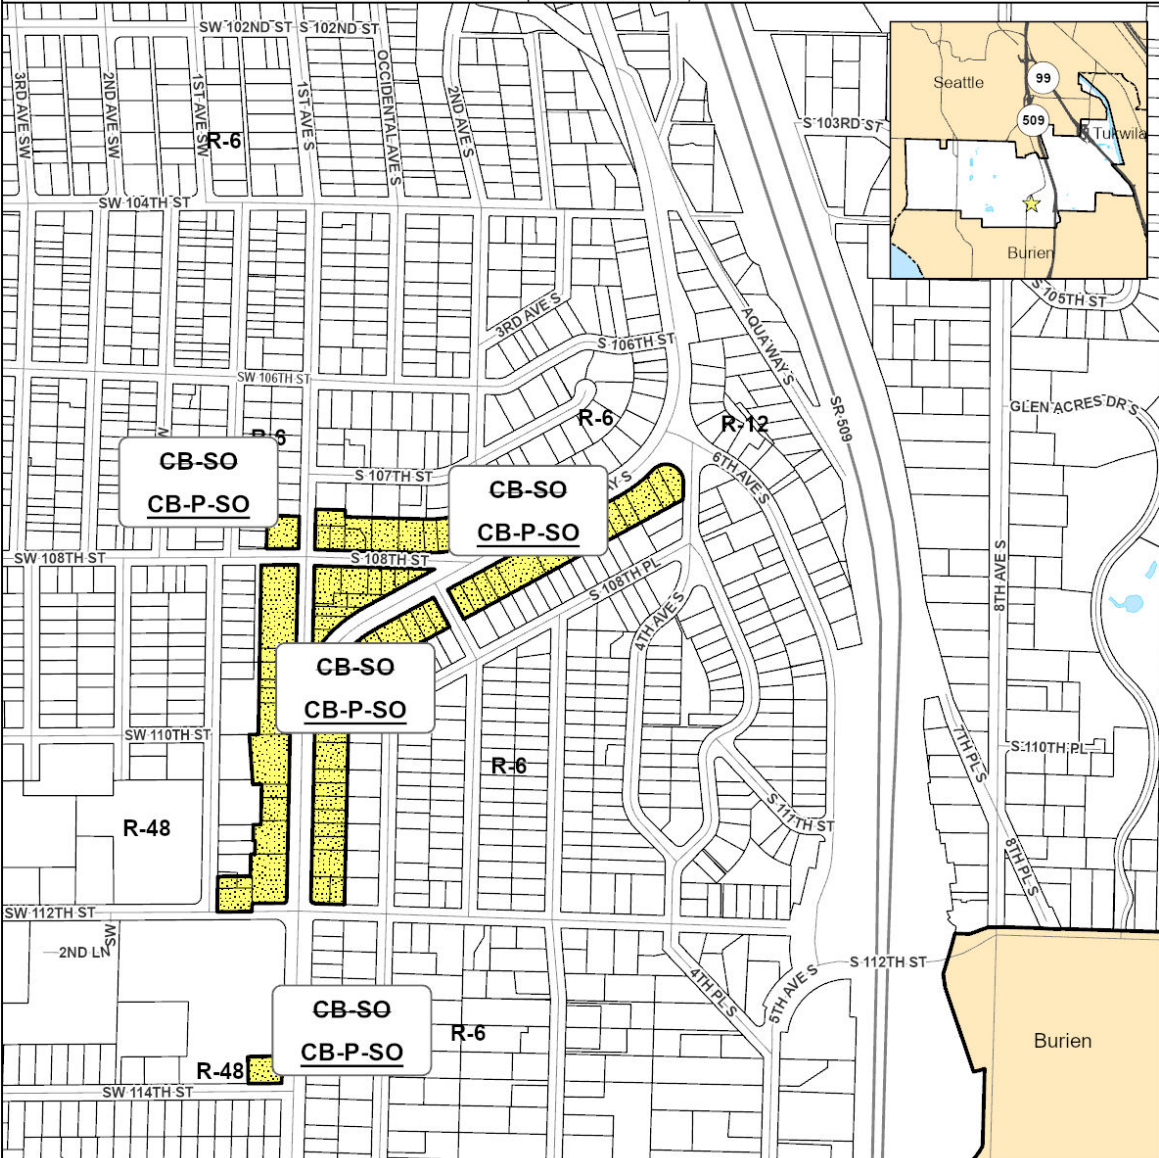 SW 102ND ST
S 102ND ST
3RD AVE SW
2ND AVE SW
1ST AVE SW
1ST AVE S
OCCIDENTAL AVE S
2ND AVE S
R-6
S 103RD ST
Seattle
99
509
Tukwila
Burien
SW 104TH ST
S 105TH ST
3RD AVE S
S 106TH ST
AQUA WAY S
SR-509
SW 106TH ST
GLEN ACRES DR S
R-6
R-12
R-6
W
CB-SO
CB-P-SO
S 107TH ST
CB-SO
CB-P-SO
AY S
6TH AVE S
SW 108TH ST
S 108TH ST
S 108TH PL
8TH AVE S
4TH AVE S
CB-SO
CB-P-SO
SW 110TH ST
S 110TH PL
7TH PL S
R-6
R-48
S 111TH ST
8TH PL S
SW 112TH ST
2ND LN
SW
S 112TH ST
4TH PL S
5TH AVE S
CB-SO
CB-P-SO
R-6
Burien
R-48
SW 114TH ST